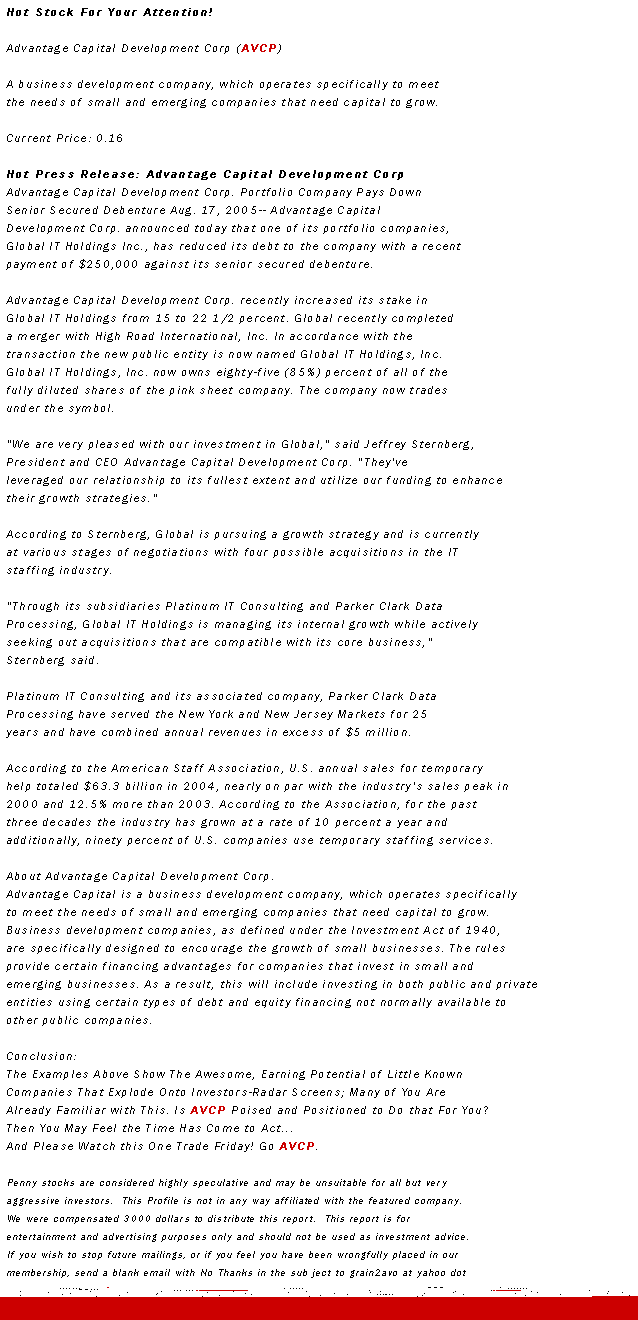 Hot Stock For Your Attention!
Advantage Capital Development Corp (AVCP)
A business development company, which operates specifically to meet
the needs of small and emerging companies that need capital to grow.
Current Price: 0.16
Hot Press Release: Advantage Capital Development Corp
Advantage Capital Development Corp. Portfolio Company Pays Down
Senior Secured Debenture Aug. 17, 2005-- Advantage Capital
Development Corp. announced today that one of its portfolio companies,
Global IT Holdings Inc., has reduced its debt to the company with a recent
payment of $250,000 against its senior secured debenture.
Advantage Capital Development Corp. recently increased its stake in
Global IT Holdings from 15 to 22 1/2 percent. Global recently completed
a merger with High Road International, Inc. In accordance with the
transaction the new public entity is now named Global IT Holdings, Inc.
Global IT Holdings, Inc. now owns eighty-five (85%) percent of all of the
fully diluted shares of the pink sheet company. The company now trades
under the symbol.
"We are very pleased with our investment in Global," said Jeffrey Sternberg,
President and CEO Advantage Capital Development Corp. "They've
leveraged our relationship to its fullest extent and utilize our funding to enhance
their growth strategies."
According to Sternberg, Global is pursuing a growth strategy and is currently
at various stages of negotiations with four possible acquisitions in the IT
staffing industry.
"Through its subsidiaries Platinum IT Consulting and Parker Clark Data
Processing, Global IT Holdings is managing its internal growth while actively
seeking out acquisitions that are compatible with its core business,"
Sternberg said.
Platinum IT Consulting and its associated company, Parker Clark Data
Processing have served the New York and New Jersey Markets for 25
years and have combined annual revenues in excess of $5 million.
According to the American Staff Association, U.S. annual sales for temporary
help totaled $63.3 billion in 2004, nearly on par with the industry's sales peak in
2000 and 12.5% more than 2003. According to the Association, for the past
three decades the industry has grown at a rate of 10 percent a year and
additionally, ninety percent of U.S. companies use temporary staffing services.
About Advantage Capital Development Corp.
Advantage Capital is a business development company, which operates specifically
to meet the needs of small and emerging companies that need capital to grow.
Business development companies, as defined under the Investment Act of 1940,
are specifically designed to encourage the growth of small businesses. The rules
provide certain financing advantages for companies that invest in small and
emerging businesses. As a result, this will include investing in both public and private
entities using certain types of debt and equity financing not normally available to
other public companies.
Conclusion:
The Examples Above Show The Awesome, Earning Potential of Little Known
Companies That Explode Onto Investors-Radar Screens; Many of You Are
Already Familiar with This. Is AVCP Poised and Positioned to Do that For You?
Then You May Feel the Time Has Come to Act...
And Please Watch this One Trade Friday! Go AVCP.
Penny stocks are considered highly speculative and may be unsuitable for all but very
aggressive investors. This Profile is not in any way affiliated with the featured company.
We were compensated 3000 dollars to distribute this report. This report is for
entertainment and advertising purposes only and should not be used as investment advice.
If you wish to stop future mailings, or if you feel you have been wrongfully placed in our
membership, send a blank email with No Thanks in the sub ject to grain2avo at yahoo dot